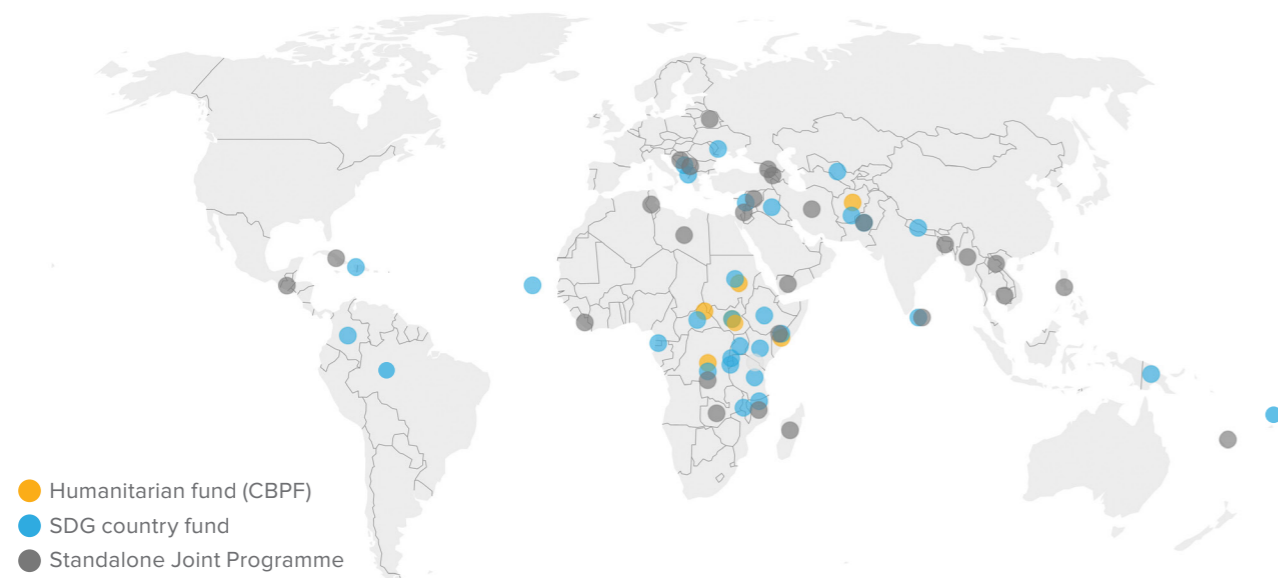 Humanitarian fund (CBPF)
SDG country fund
Standalone Joint Programme